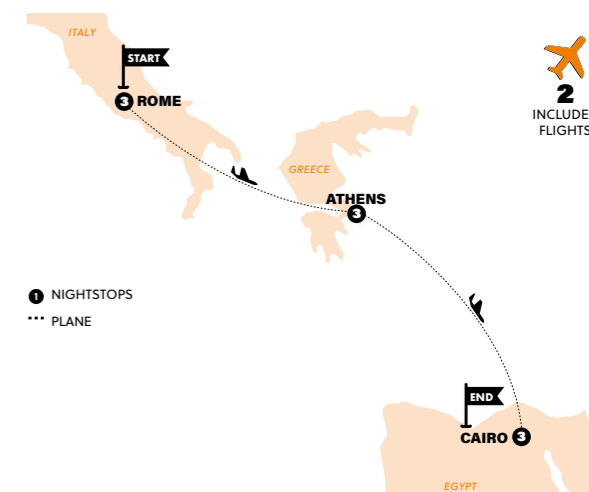 ITALY
START
3 ROME
2
INCLUDE
FLIGHTS
GREECE
ATHENS
3
1 NIGHTSTOPS
PLANE
END
CAIRO 3
EGYPT